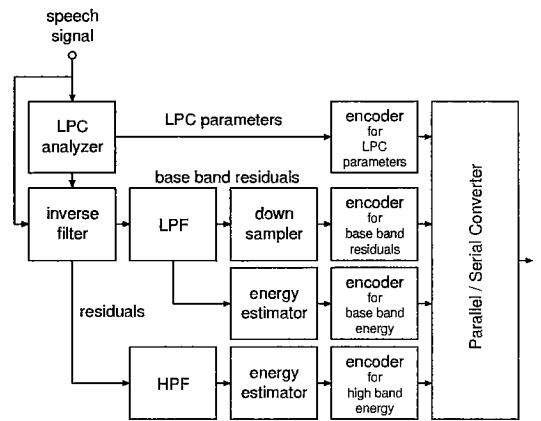 speech
signal
LPC
analyzer
LPC parameters
encoder
for
LPC
parameters
base band residuals
inverse
filter
LPF
down
sampler
encoder
for
base band
residuals
residuals
energy
estimator
encoder
for
base band
energy
HPF
energy
estimator
encoder
for
high band
energy
Parallel / Serial Converter